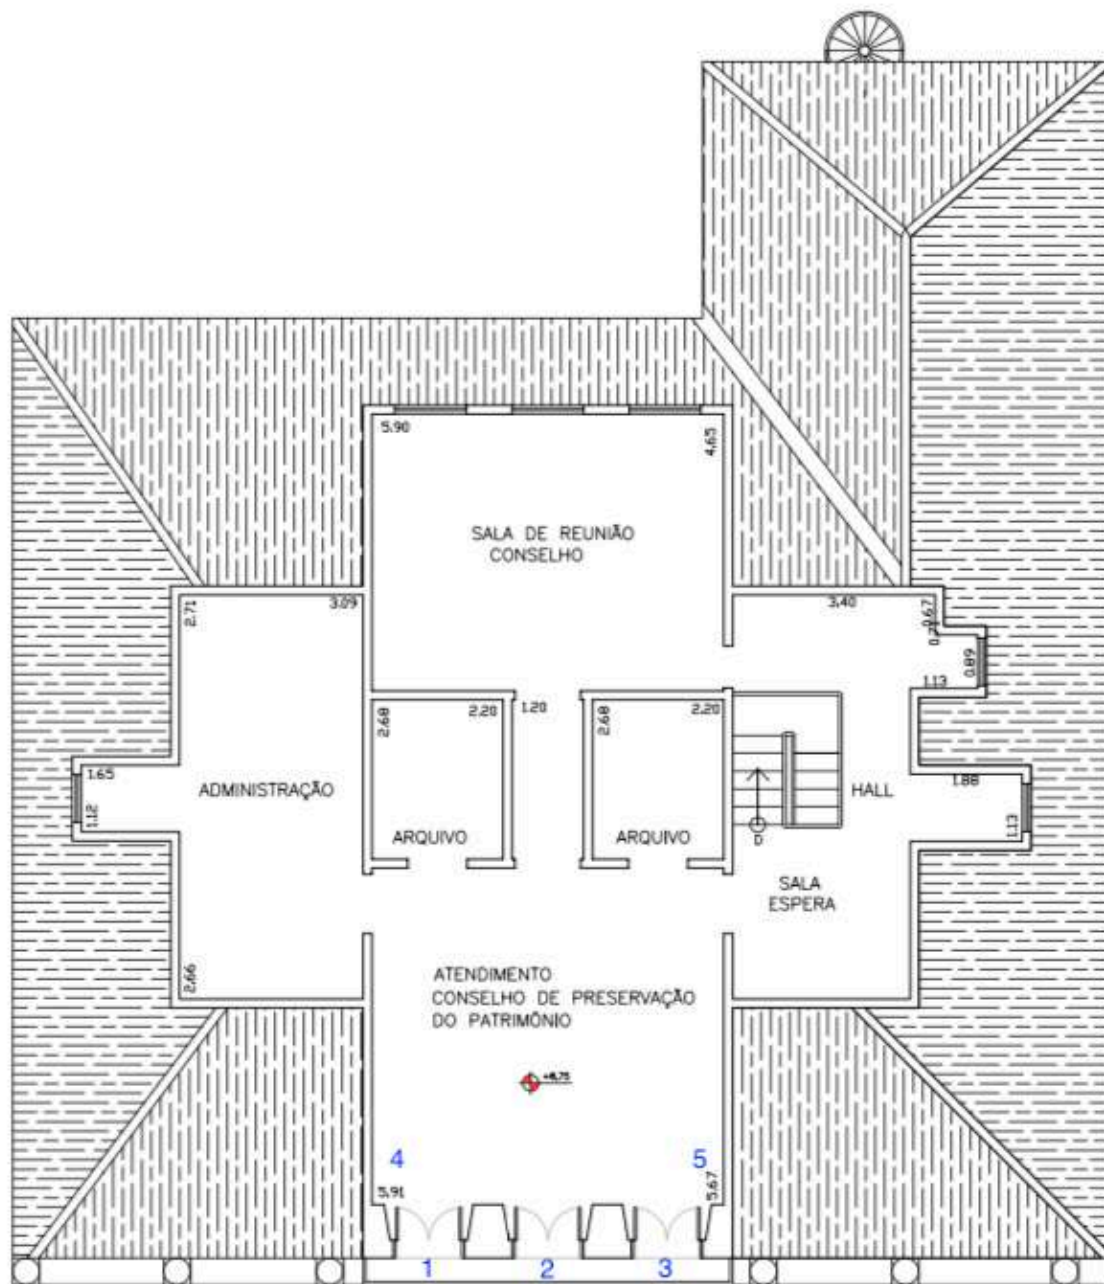 5.90
4.65
SALA DE REUNIÃO
CONSELHO
2.71
3.09
3.40
0.67
0.89
1.13
2.68
2.20
1.20
2.68
2.20
1.65
1.12
ADMINISTRAÇÃO
ARQUIVO
ARQUIVO
D
HALL
1.88
1.13
SALA
ESPERA
2.66
ATENDIMENTO
CONSELHO DE PRESERVAÇÃO
DO PATRIMÔNIO
4
5
5.91
5.67
1
2
3